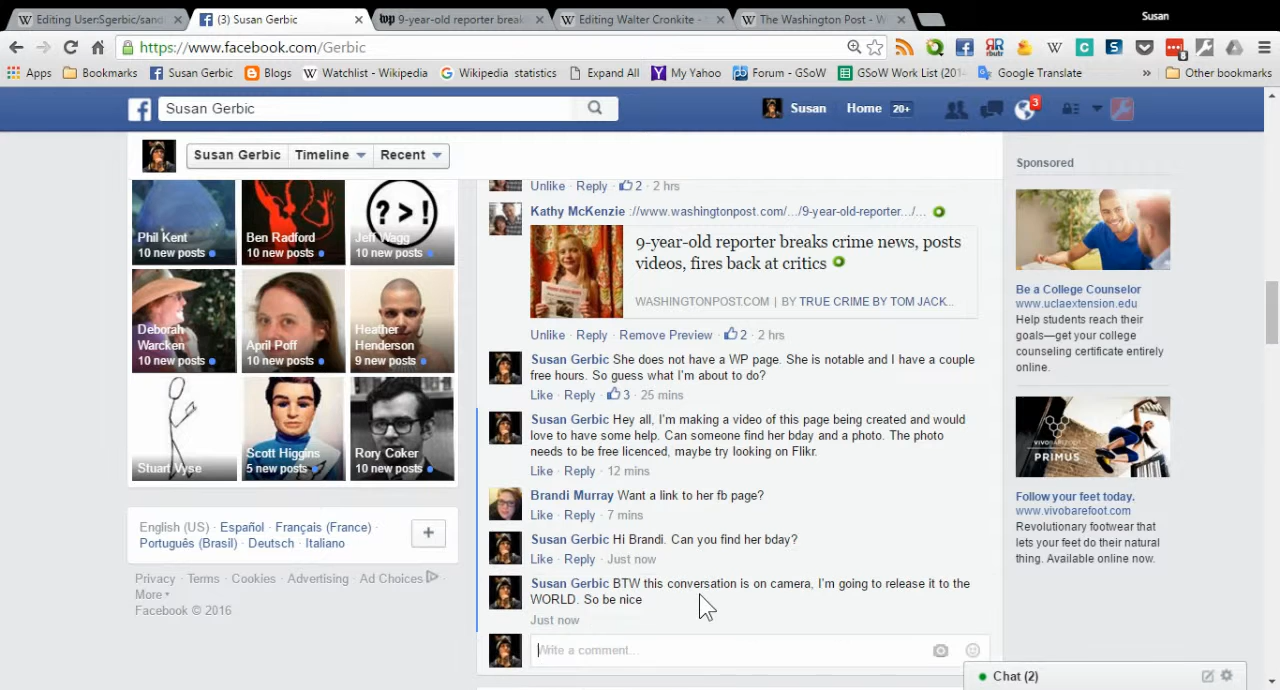 Susan
Editing User:Sgerbic/sand
(3) Susan Gerbic
wp 9-year-old reporter break
Editing Walter Cronkite -
The Washington Post - W
https://www.facebook.com/Gerbic
Apps Bookmarks Susan Gerbic Blogs Watchlist - Wikipedia Wikipedia statistics Expand All My Yahoo Forum - GSoW GSoW Work List (201 Google Translate » Other bookmarks
Susan Gerbic
Susan Home 20+ 3
Susan Gerbic Timeline Recent
Phil Kent
10 new posts
Ben Radford
10 new posts
Jeff Wagg
10 new posts
(? > !)
Deborah
Warcken
10 new posts
April Poff
10 new posts
Heather
Henderson
9 new posts
Stuart Vyse
Scott Higgins
5 new posts
Rory Coker
10 new posts
English (US) · Español · Français (France) ·
Português (Brasil) · Deutsch · Italiano
+
Privacy · Terms · Cookies · Advertising · Ad Choices ·
More
Facebook © 2016
Unlike · Reply · 2 · 2 hrs
Kathy McKenzie ://www.washingtonpost.com/.../9-year-old-reporter.../...
9-year-old reporter breaks crime news, posts
videos, fires back at critics
WASHINGTONPOST.COM | BY TRUE CRIME BY TOM JACK...
Unlike · Reply · Remove Preview · 2 · 2 hrs
Susan Gerbic She does not have a WP page. She is notable and I have a couple
free hours. So guess what I'm about to do?
Like · Reply · 3 · 25 mins
Susan Gerbic Hey all, I'm making a video of this page being created and would
love to have some help. Can someone find her bday and a photo. The photo
needs to be free licenced, maybe try looking on Flikr.
Like · Reply · 12 mins
Brandi Murray Want a link to her fb page?
Like · Reply · 7 mins
Susan Gerbic Hi Brandi. Can you find her bday?
Like · Reply · Just now
Susan Gerbic BTW this conversation is on camera, I'm going to release it to the
WORLD. So be nice
Just now
Write a comment...
Sponsored
Be a College Counselor
www.uclaextension.edu
Help students reach their
goals—get your college
counseling certificate entirely
online.
VIVOBAREFOOT
PRIMUS
Follow your feet today.
www.vivobarefoot.com
Revolutionary footwear that
lets your feet do their natural
thing. Available online now.
Chat (2)